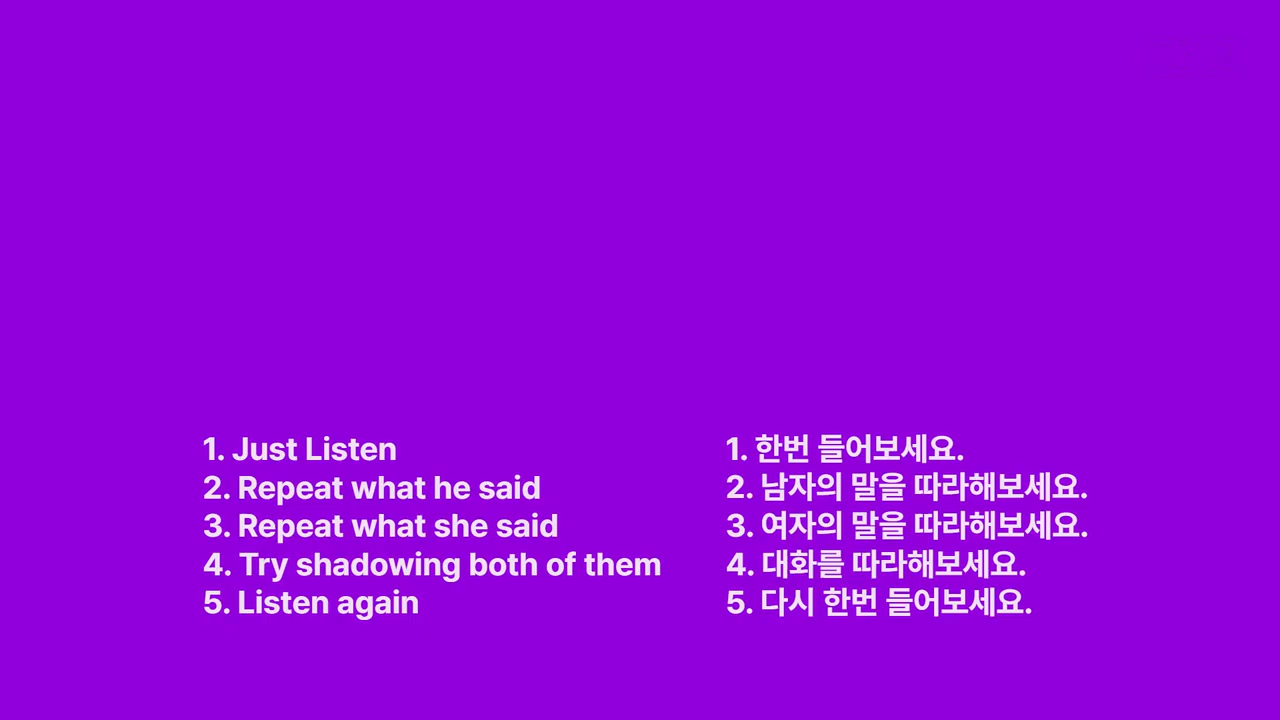 1. Just Listen
2. Repeat what he said
3. Repeat what she said
4. Try shadowing both of them
5. Listen again
1. 한번 들어보세요.
2. 남자의 말을 따라해보세요.
3. 여자의 말을 따라해보세요.
4. 대화를 따라해보세요.
5. 다시 한번 들어보세요.